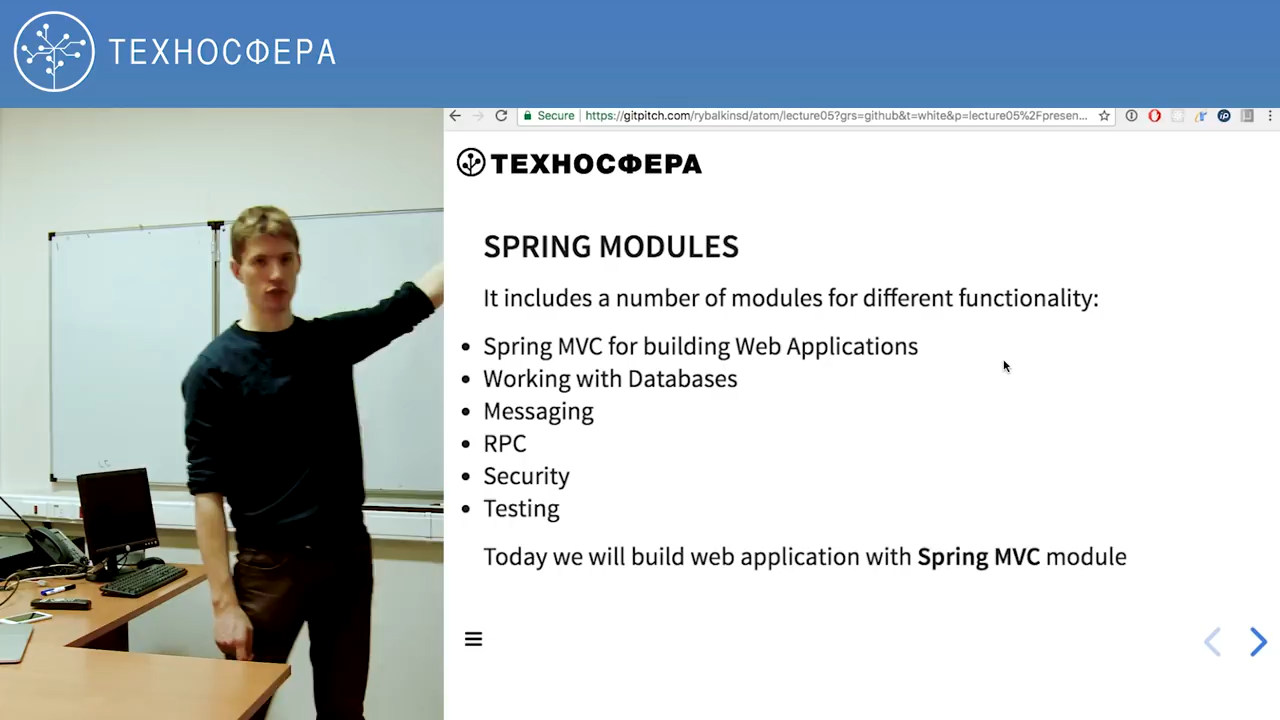 ТЕХНОСФЕРА
Secure
https://gitpitch.com/rybalkinsd/atom/lecture05?grs=github&t=white&p=lecture05%2Fpresen...
ТЕХНОСФЕРА
SPRING MODULES
It includes a number of modules for different functionality:
Spring MVC for building Web Applications
Working with Databases
Messaging
RPC
Security
Testing
Today we will build web application with Spring MVC module